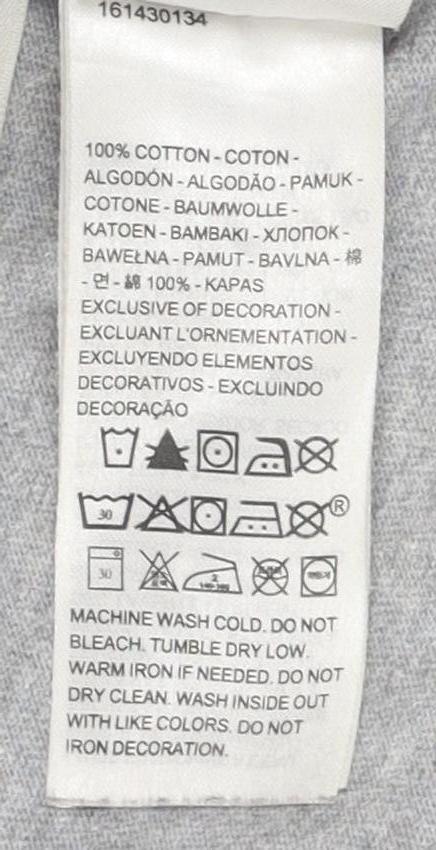 161430134
100% COTTON - COTON -
ALGODÓN - ALGODÃO - PAMUK -
COTONE - BAUMWOLLE -
KATOEN - BAMBAKI - ХЛОПОК -
BAWEŁNA - PAMUT - BAVLNA - 棉
- 면 - 綿 100% - KAPAS
EXCLUSIVE OF DECORATION -
EXCLUANT L'ORNEMENTATION -
EXCLUYENDO ELEMENTOS
DECORATIVOS - EXCLUINDO
DECORAÇÃO
30 ®
30
MACHINE WASH COLD. DO NOT
BLEACH. TUMBLE DRY LOW.
WARM IRON IF NEEDED. DO NOT
DRY CLEAN. WASH INSIDE OUT
WITH LIKE COLORS. DO NOT
IRON DECORATION.